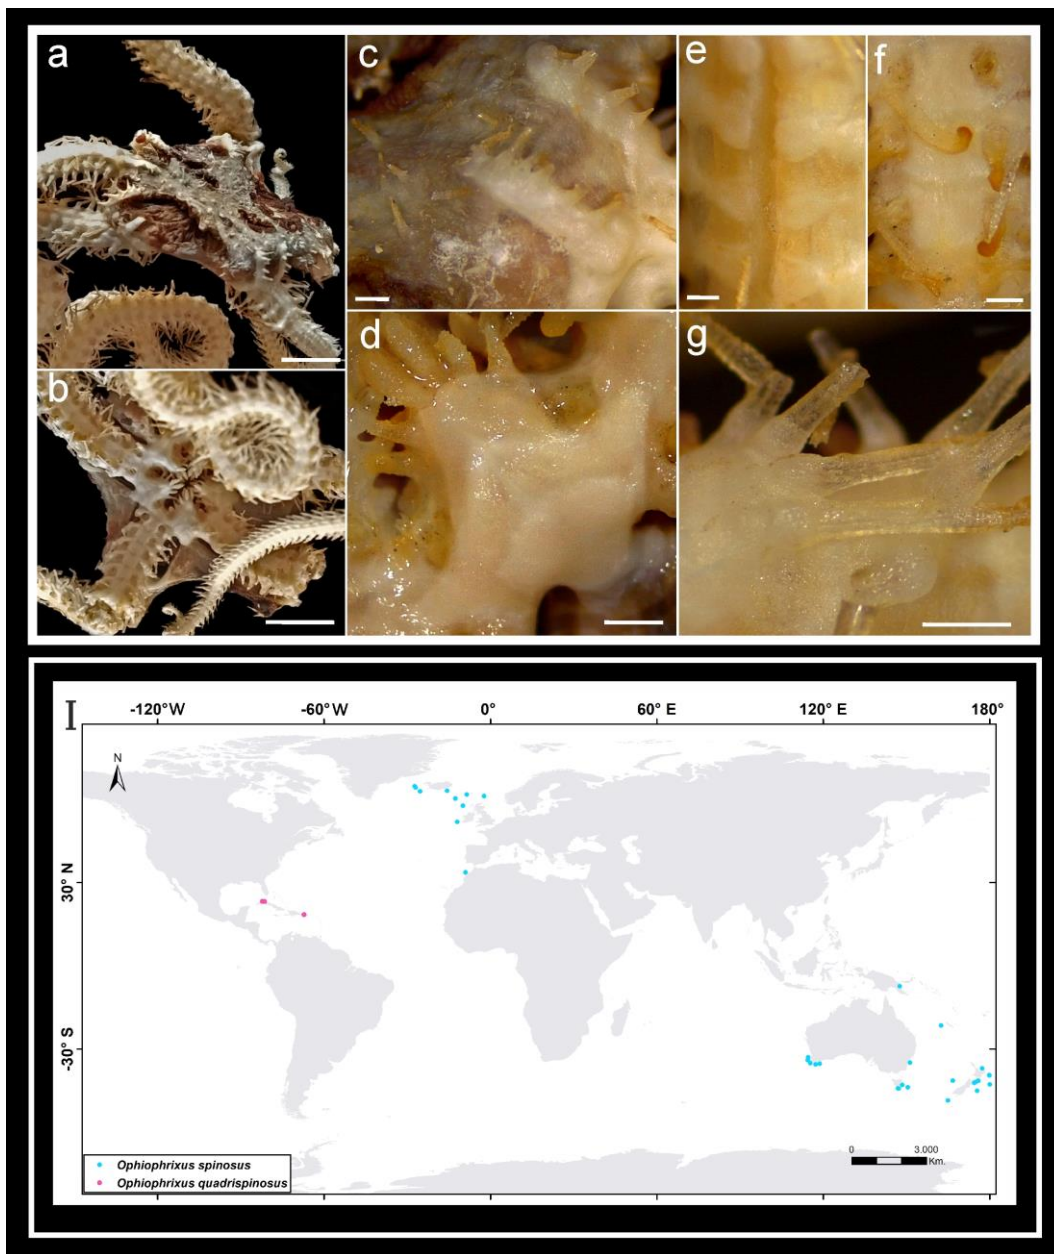 a
c
e
f
b
d
g
I
-120°W
-60°W
0°
60° E
120° E
180°
N
30° N
-30° S
0
3,000
Km.
Ophiophrixus spinosus
Ophiophrixus quadrispinosus